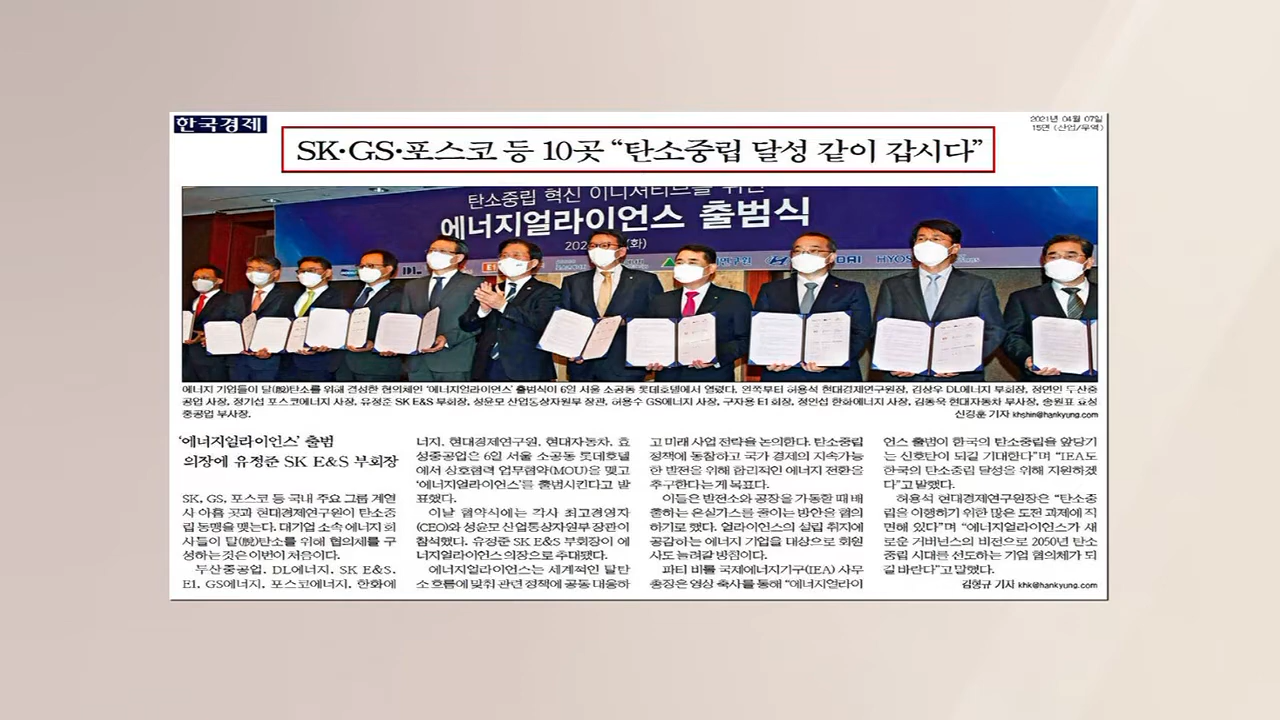 한국경제
2021년 04월 07일
15면 (산업/무역)
SK·GS·포스코 등 10곳 “탄소중립 달성 같이 갑시다”
탄소중립 혁신 이니셔티브를 위한
에너지얼라이언스 출범식
(화)
에너지 기업들이 탈(脫)탄소를 위해 결성한 협의체인 ‘에너지얼라이언스’ 출범식이 6일 서울 소공동 롯데호텔에서 열렸다. 왼쪽부터 허용석 현대경제연구원장, 김상우 DL에너지 부회장, 정연인 두산중
공업 사장, 정기섭 포스코에너지 사장, 유정준 SK E&S 부회장, 성윤모 산업통상자원부 장관, 허용수 GS에너지 사장, 구자용 E1 회장, 정인섭 한화에너지 사장, 김동욱 현대자동차 부사장, 송원표 효성
중공업 부사장.
신경훈 기자 khshin@hankyung.com
‘에너지얼라이언스’ 출범
의장에 유정준 SK E&S 부회장
SK, GS, 포스코 등 국내 주요 그룹 계열
사 아홉 곳과 현대경제연구원이 탄소중
립 동맹을 맺는다. 대기업 소속 에너지 회
사들이 탈(脫)탄소를 위해 협의체를 구
성하는 것은 이번이 처음이다.
두산중공업, DL에너지, SK E&S,
E1, GS에너지, 포스코에너지, 한화에
너지, 현대경제연구원, 현대자동차, 효
성중공업은 6일 서울 소공동 롯데호텔
에서 상호협력 업무협약(MOU)을 맺고
‘에너지얼라이언스’를 출범시킨다고 발
표했다.
이날 협약식에는 각사 최고경영자
(CEO)와 성윤모 산업통상자원부 장관이
참석했다. 유정준 SK E&S 부회장이 에
너지얼라이언스 의장으로 추대됐다.
에너지얼라이언스는 세계적인 탈탄
소 흐름에 맞춰 관련 정책에 공동 대응하
고 미래 사업 전략을 논의한다. 탄소중립
정책에 동참하고 국가 경제의 지속가능
한 발전을 위해 합리적인 에너지 전환을
추구한다는 게 목표다.
이들은 발전소와 공장을 가동할 때 배
출하는 온실가스를 줄이는 방안을 협의
하기로 했다. 얼라이언스의 설립 취지에
공감하는 에너지 기업을 대상으로 회원
사도 늘려갈 방침이다.
파티 비롤 국제에너지기구(IEA) 사무
총장은 영상 축사를 통해 “에너지얼라이
언스 출범이 한국의 탄소중립을 앞당기
는 신호탄이 되길 기대한다”며 “IEA도
한국의 탄소중립 달성을 위해 지원하겠
다”고 말했다.
허용석 현대경제연구원장은 “탄소중
립을 이행하기 위한 많은 도전 과제에 직
면해 있다”며 “에너지얼라이언스가 새
로운 거버넌스의 비전으로 2050년 탄소
중립 시대를 선도하는 기업 협의체가 되
길 바란다”고 말했다.
김형규 기자 khk@hankyung.com